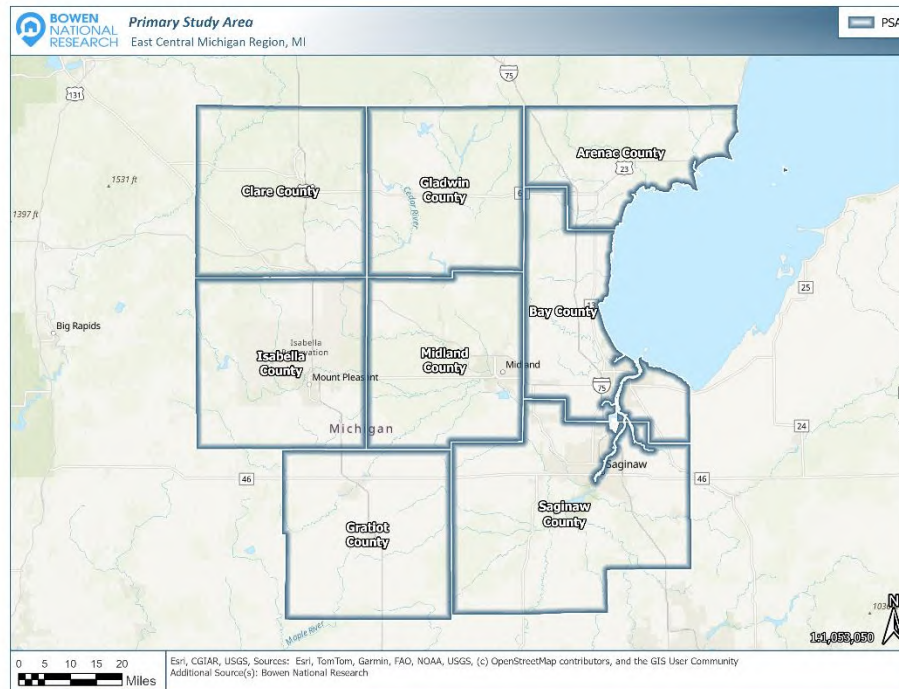 BOWEN
NATIONAL
RESEARCH
Primary Study Area
East Central Michigan Region, MI
PSA
131
75
Arenac County
23
1531 ft
Clare County
Gladwin
County
Cedar River
1397 ft
25
Bay County
13
Big Rapids
Isabella
Isabella
County
Midland
County
Midland
Mount Pleasant
75
Michigan
24
46
Saginaw
46
Saginaw
County
Gratiot
County
Maple River
N
1:1,053,050
0 5 10 15 20
Miles
Esri, CGIAR, USGS, Sources: Esri, TomTom, Garmin, FAO, NOAA, USGS, (c) OpenStreetMap contributors, and the GIS User Community
Additional Source(s): Bowen National Research